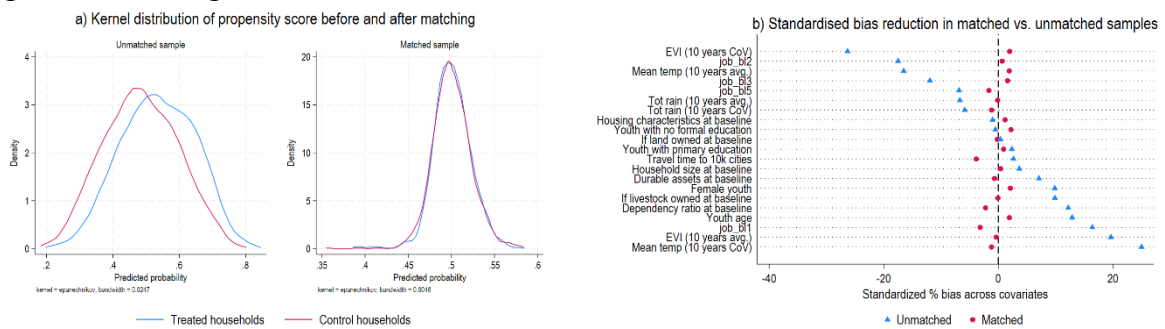 a) Kernel distribution of propensity score before and after matching
Unmatched sample
4
3
2
1
0
Density
.2
.4
.6
.8
Predicted probability
kernel = epanechnikov, bandwidth = 0.0247
Matched sample
20
15
10
5
0
Density
.35
.4
.45
.5
.55
.6
Predicted probability
kernel = epanechnikov, bandwidth = 0.0048
Treated households
Control households
b) Standardised bias reduction in matched vs. unmatched samples
EVI (10 years CoV)
job_bl2
Mean temp (10 years avg.)
job_bl3
job_bl5
Tot rain (10 years avg.)
Tot rain (10 years CoV)
Housing characteristics at baseline
Youth with no formal education
If land owned at baseline
Youth with primary education
Travel time to 10k cities
Household size at baseline
Durable assets at baseline
Female youth
If livestock owned at baseline
Dependency ratio at baseline
Youth age
job_bl1
EVI (10 years avg.)
Mean temp (10 years CoV)
-40
-20
0
20
Standardized % bias across covariates
Unmatched
Matched